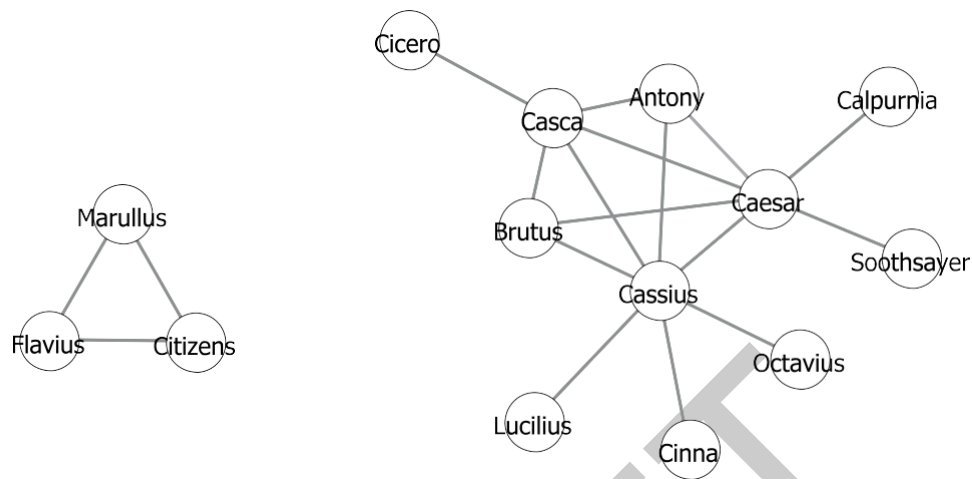 Cicero
Antony
Calpurnia
Casca
Caesar
Marullus
Brutus
Soothsayer
Cassius
Flavius
Citizens
Octavius
Lucilius
Cinna